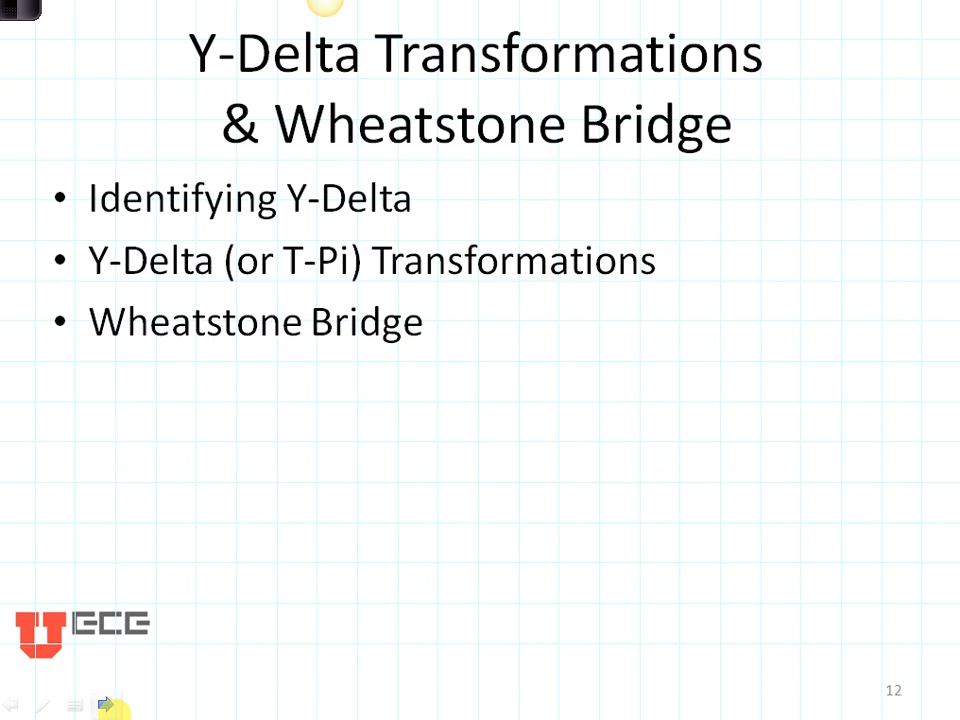 Y-Delta Transformations
& Wheatstone Bridge
• Identifying Y-Delta
• Y-Delta (or T-Pi) Transformations
• Wheatstone Bridge
U ECE
12